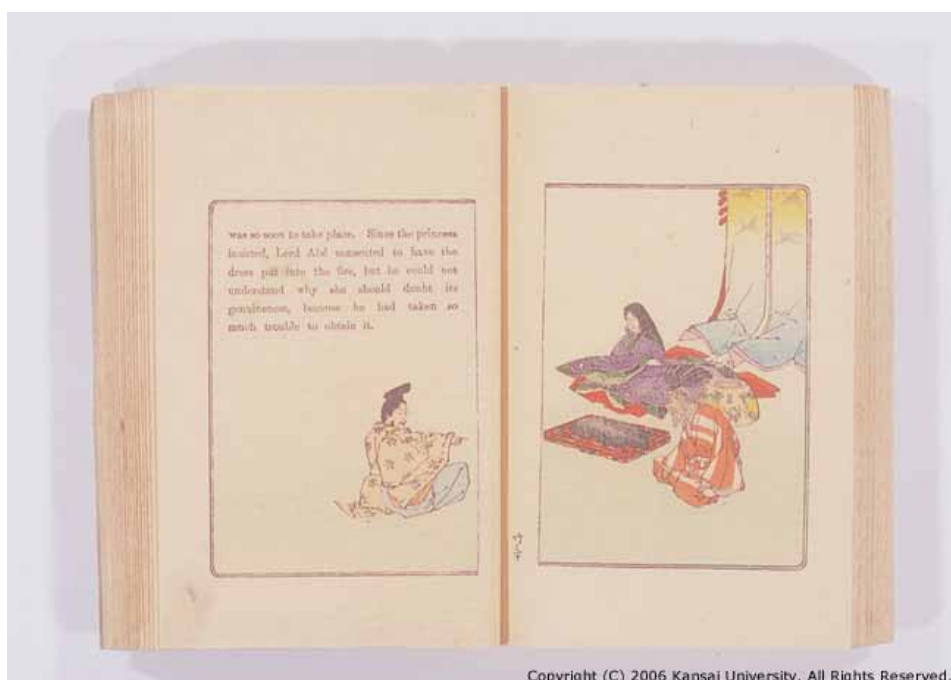 was so soon to take place. Since the princess
insisted, Lord Abé consented to have the
dress put into the fire, but he could not
understand why she should doubt its
genuineness, because he had taken so
much trouble to obtain it.
Copyright (C) 2006 Kansai University. All Rights Reserved